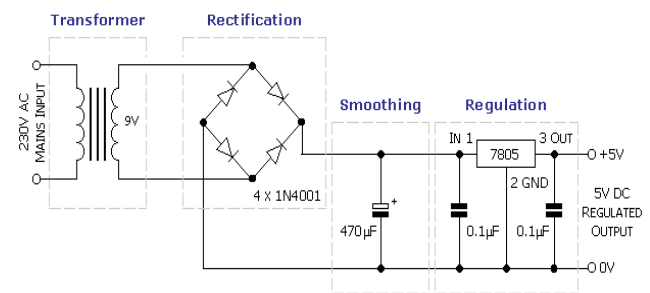 Transformer
Rectification
Smoothing
Regulation
230V AC
MAINS INPUT
9V
4 x 1N4001
470µF
+
IN 1
7805
3 OUT
2 GND
0.1µF
0.1µF
+5V
5V DC
REGULATED
OUTPUT
0V